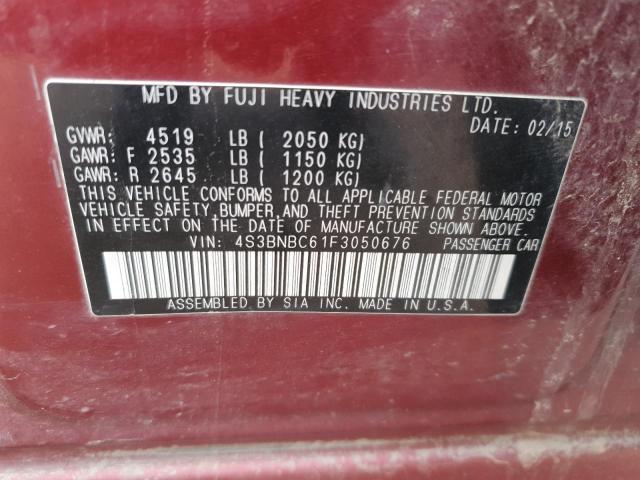 MFD BY FUJI HEAVY INDUSTRIES LTD.
DATE: 02/15
GVWR: 4519 LB ( 2050 KG)
GAWR: F 2535 LB ( 1150 KG)
GAWR: R 2645 LB ( 1200 KG)
THIS VEHICLE CONFORMS TO ALL APPLICABLE FEDERAL MOTOR
VEHICLE SAFETY, BUMPER, AND THEFT PREVENTION STANDARDS
IN EFFECT ON THE DATE OF MANUFACTURE SHOWN ABOVE.
VIN: 4S3BNBC61F3050676 PASSENGER CAR
ASSEMBLED BY SIA INC. MADE IN U.S.A.